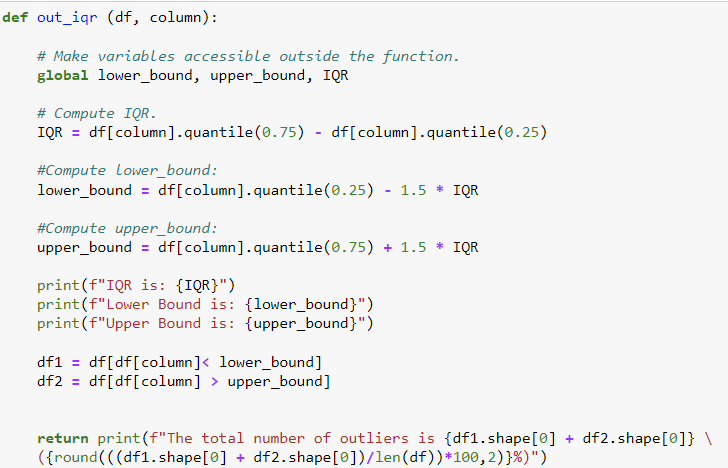 def out_iqr (df, column):
# Make variables accessible outside the function.
global lower_bound, upper_bound, IQR
# Compute IQR.
IQR = df[column].quantile(0.75) - df[column].quantile(0.25)
#Compute lower_bound:
lower_bound = df[column].quantile(0.25) - 1.5 * IQR
#Compute upper_bound:
upper_bound = df[column].quantile(0.75) + 1.5 * IQR
print(f"IQR is: {IQR}")
print(f"Lower Bound is: {lower_bound}")
print(f"Upper Bound is: {upper_bound}")
df1 = df[df[column]< lower_bound]
df2 = df[df[column] > upper_bound]
return print(f"The total number of outliers is {df1.shape[0] + df2.shape[0]} \
({round(((df1.shape[0] + df2.shape[0])/len(df))*100,2)}%)")